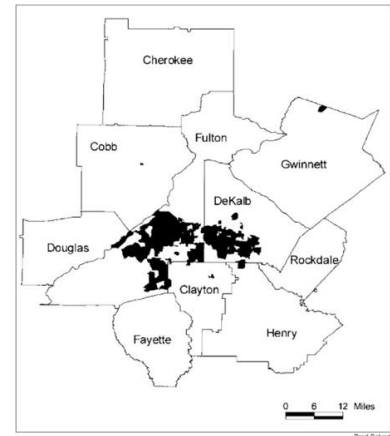 Cherokee
Fulton
Cobb
Gwinnett
DeKalb
Douglas
Rockdale
Clayton
Henry
Fayette
0 6 12 Miles